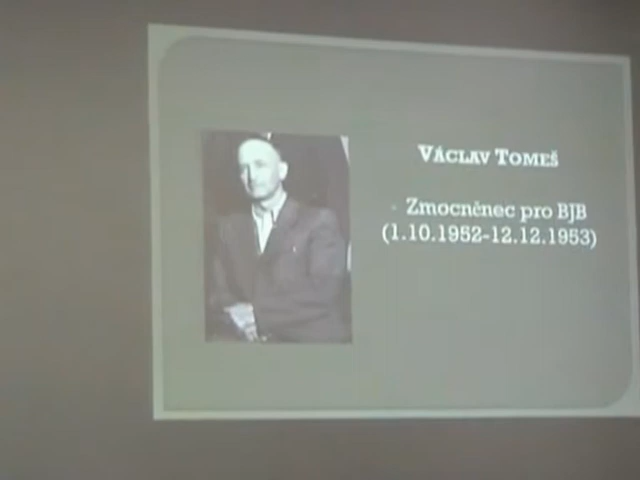 VÁCLAV TOMEŠ
- Zmocněnec pro BJB
(1.10.1952-12.12.1953)